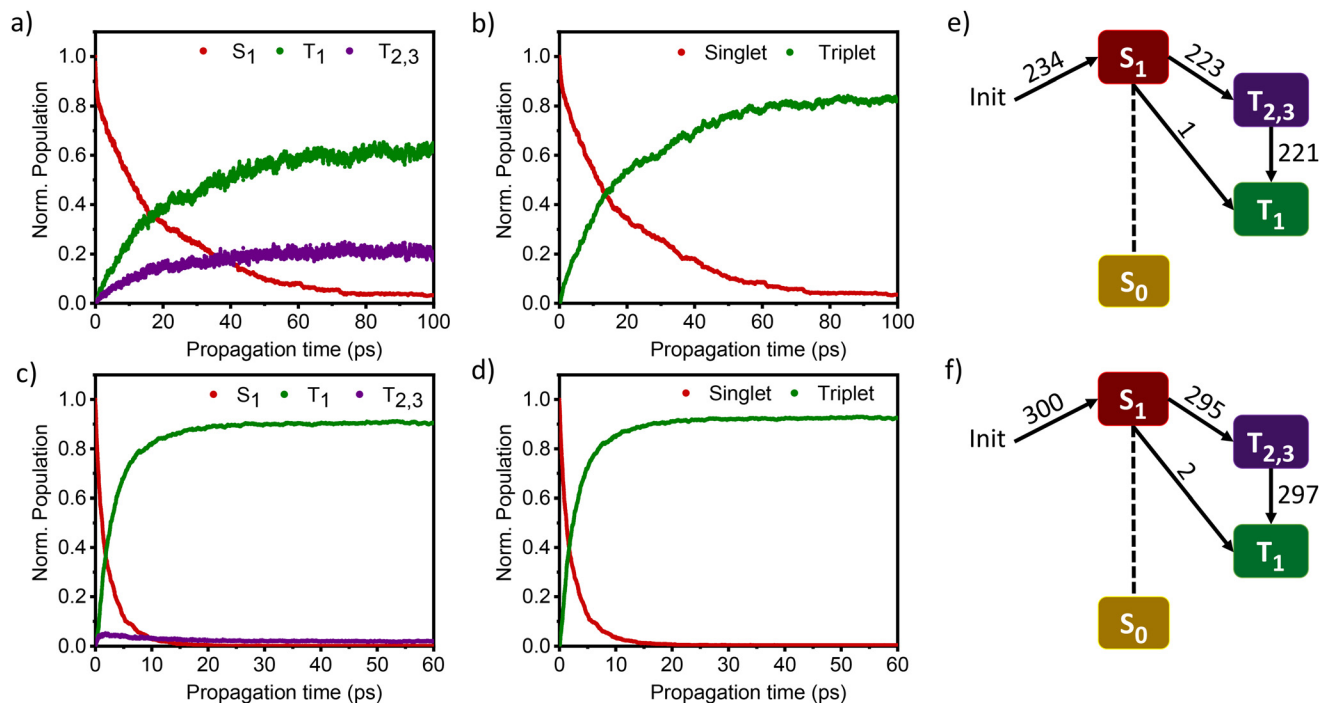 a)
S1 T1 T2,3
Norm. Population
1.0
0.8
0.6
0.4
0.2
0.0
0 20 40 60 80 100
Propagation time (ps)
b)
Singlet Triplet
Norm. Population
1.0
0.8
0.6
0.4
0.2
0.0
0 20 40 60 80 100
Propagation time (ps)
e)
Init
234
S1
223
T2,3
1
221
T1
S0
c)
S1 T1 T2,3
Norm. Population
1.0
0.8
0.6
0.4
0.2
0.0
0 10 20 30 40 50 60
Propagation time (ps)
d)
Singlet Triplet
Norm. Population
1.0
0.8
0.6
0.4
0.2
0.0
0 10 20 30 40 50 60
Propagation time (ps)
f)
Init
300
S1
295
T2,3
2
297
T1
S0